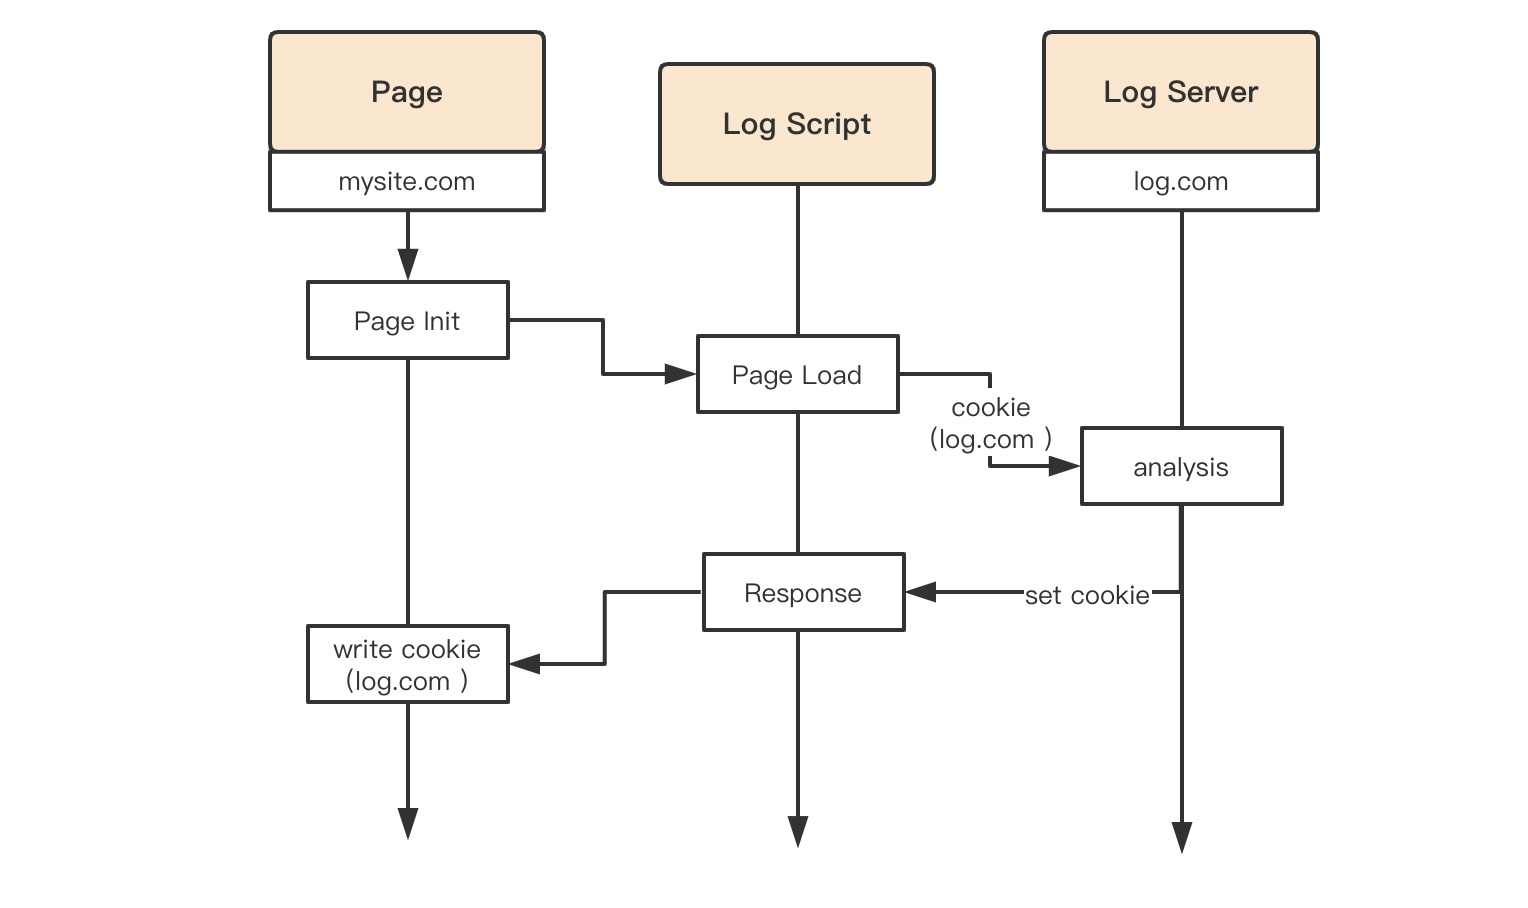 Page
mysite.com
Log Script
Log Server
log.com
Page Init
Page Load
cookie
(log.com )
analysis
set cookie
Response
write cookie
(log.com )